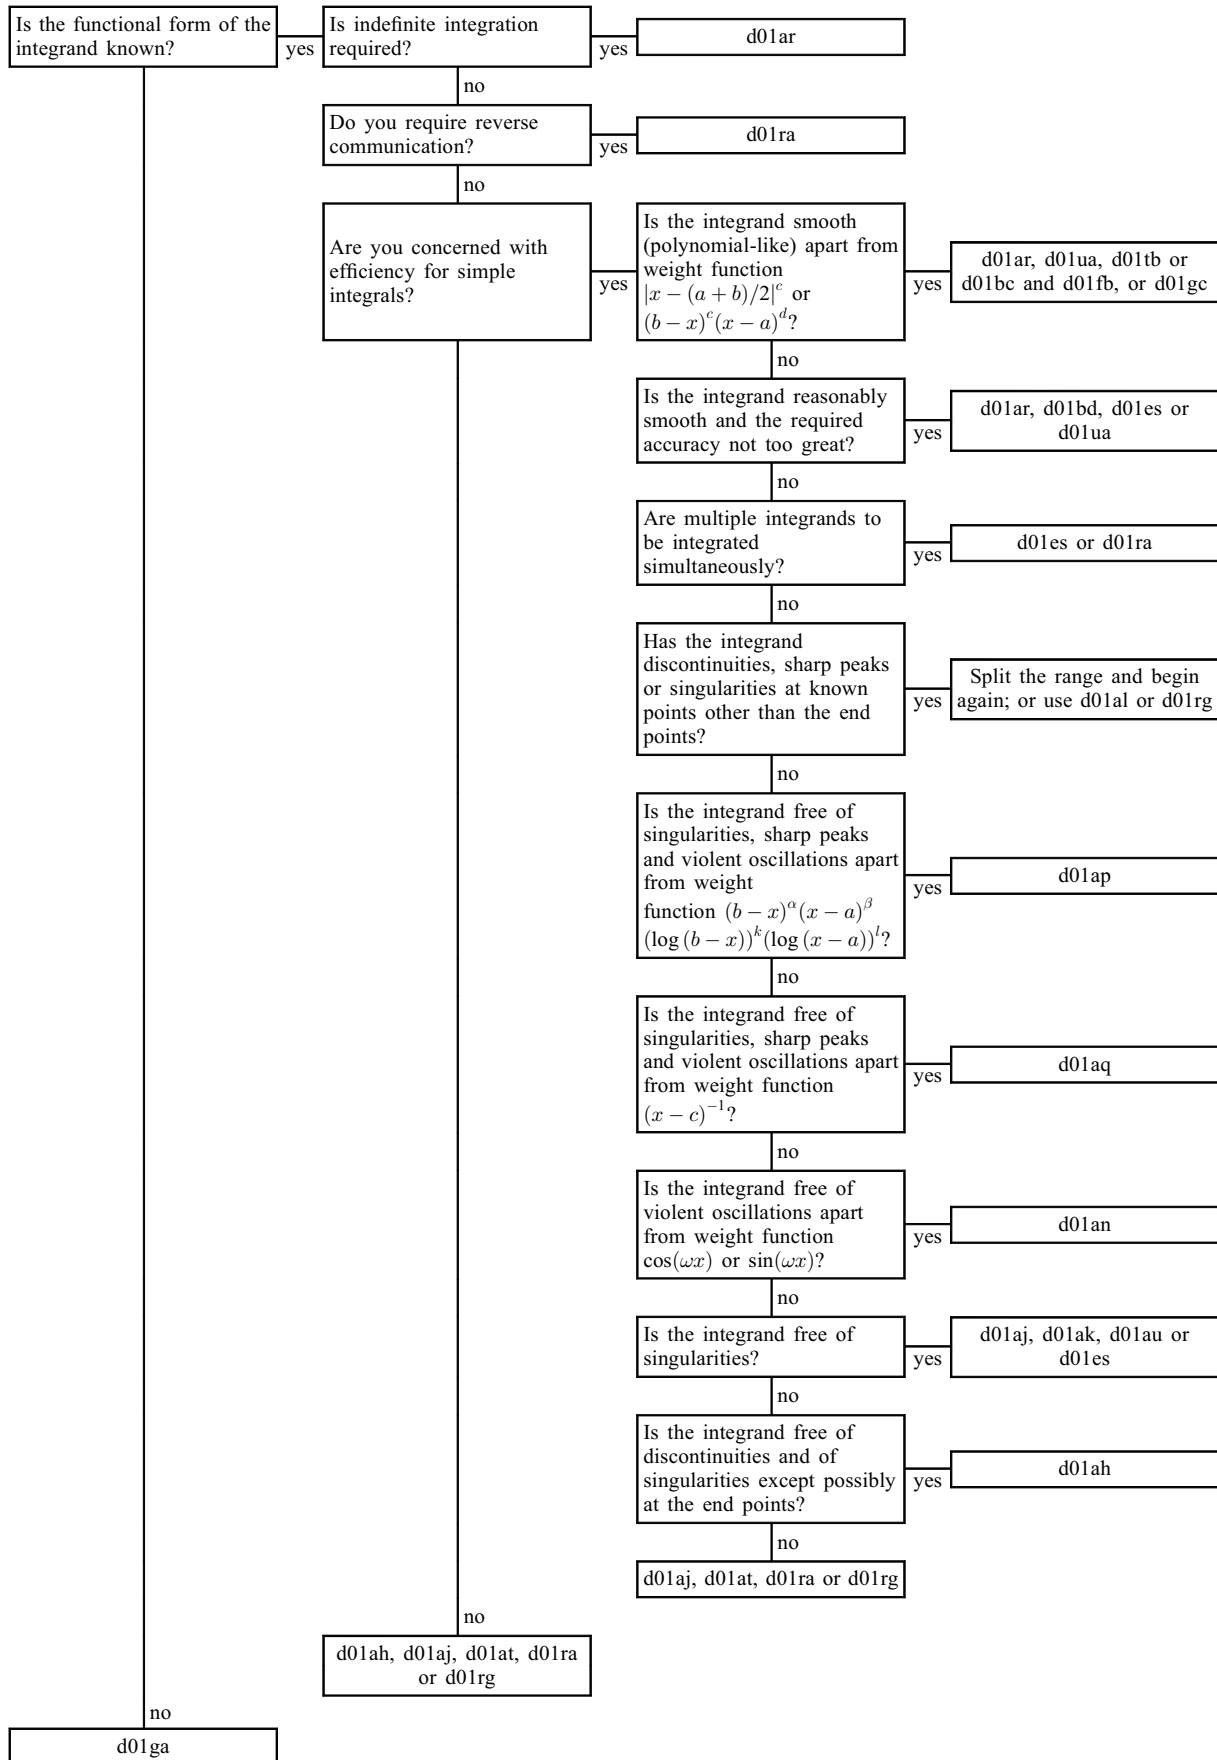 Is the functional form of the
integrand known?
yes
Is indefinite integration
required?
yes
d01ar
no
Do you require reverse
communication?
yes
d01ra
no
Are you concerned with
efficiency for simple
integrals?
yes
Is the integrand smooth
(polynomial-like) apart from
weight function
|x − (a + b)/2|^c or
(b − x)^c(x − a)^d?
yes
d01ar, d01ua, d01tb or
d01bc and d01fb, or d01gc
no
Is the integrand reasonably
smooth and the required
accuracy not too great?
yes
d01ar, d01bd, d01es or
d01ua
no
Are multiple integrands to
be integrated
simultaneously?
yes
d01es or d01ra
no
Has the integrand
discontinuities, sharp peaks
or singularities at known
points other than the end
points?
yes
Split the range and begin
again; or use d01al or d01rg
no
Is the integrand free of
singularities, sharp peaks
and violent oscillations apart
from weight
function (b − x)^α(x − a)^β
(log (b − x))^k(log (x − a))^l?
yes
d01ap
no
Is the integrand free of
singularities, sharp peaks
and violent oscillations apart
from weight function
(x − c)^−1?
yes
d01aq
no
Is the integrand free of
violent oscillations apart
from weight function
cos(ωx) or sin(ωx)?
yes
d01an
no
Is the integrand free of
singularities?
yes
d01aj, d01ak, d01au or
d01es
no
Is the integrand free of
discontinuities and of
singularities except possibly
at the end points?
yes
d01ah
no
d01aj, d01at, d01ra or d01rg
no
d01ah, d01aj, d01at, d01ra
or d01rg
no
d01ga